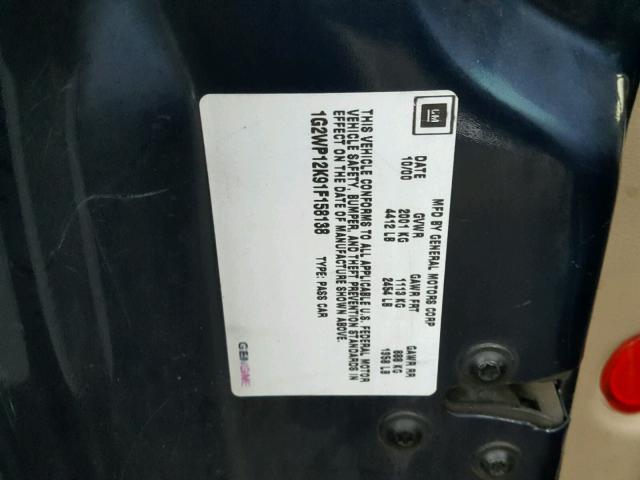 GM
MFD BY GENERAL MOTORS CORP
DATE GVWR GAWR FRT GAWR RR
10/00 2001 KG 1113 KG 888 KG
4412 LB 2454 LB 1958 LB
THIS VEHICLE CONFORMS TO ALL APPLICABLE U.S. FEDERAL MOTOR
VEHICLE SAFETY, BUMPER, AND THEFT PREVENTION STANDARDS IN
EFFECT ON THE DATE OF MANUFACTURE SHOWN ABOVE.
1G2WP12K91F158138 TYPE: PASS CAR